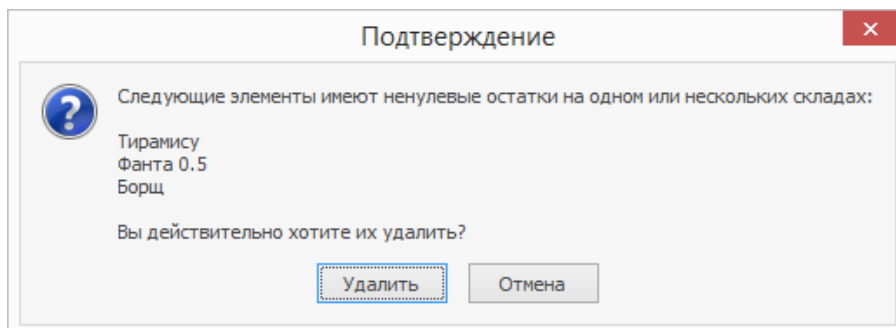 Подтверждение
Следующие элементы имеют ненулевые остатки на одном или нескольких складах:
Тирамису
Фанта 0.5
Борщ
Вы действительно хотите их удалить?
Удалить
Отмена